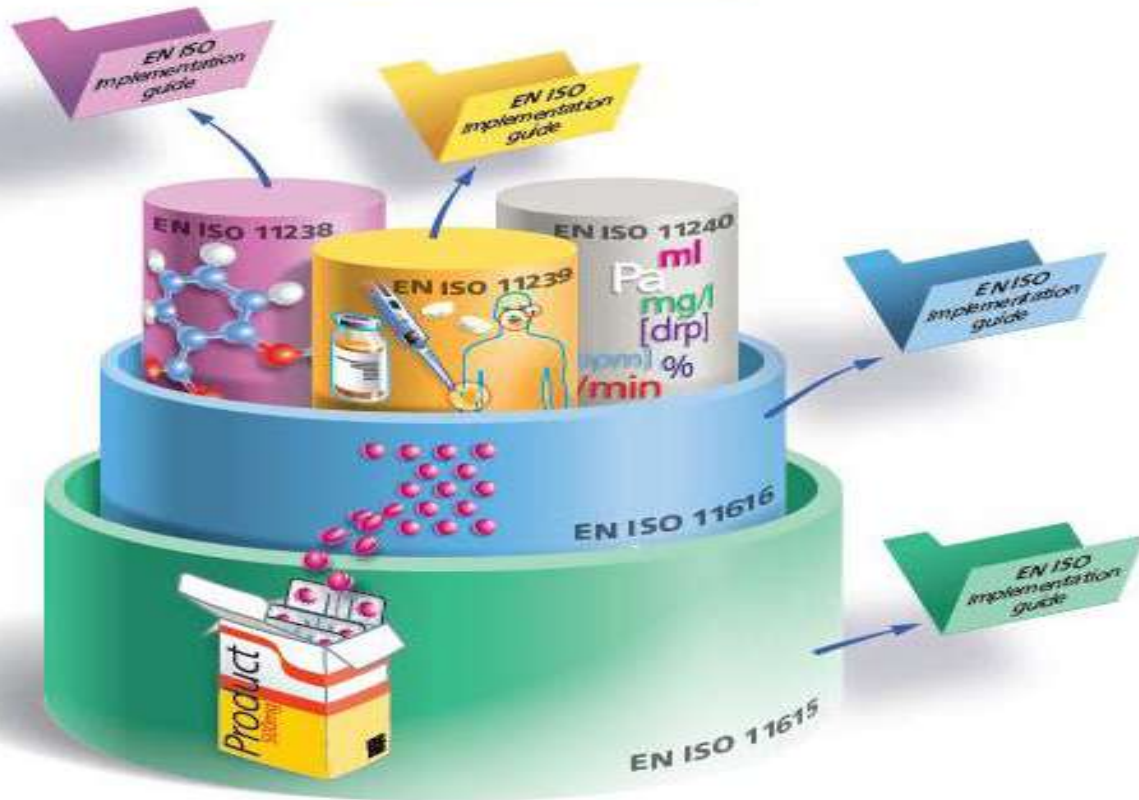 EN ISO
Implementation
guide
EN ISO
Implementation
guide
EN ISO 11238
EN ISO 11239
EN ISO 11240
ml
Pa
mg/l
[drp]
%
/min
EN ISO
Implementation
guide
EN ISO 11616
EN ISO
Implementation
guide
Product
EN ISO 11615